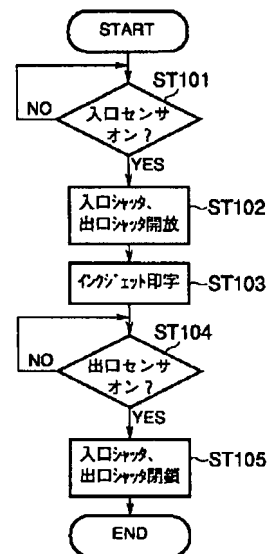 START
ST101
入口センサ
オン?
NO
YES
入口シャッタ、
出口シャッタ開放
ST102
インクジェット印字
ST103
ST104
出口センサ
オン?
NO
YES
入口シャッタ、
出口シャッタ閉鎖
ST105
END